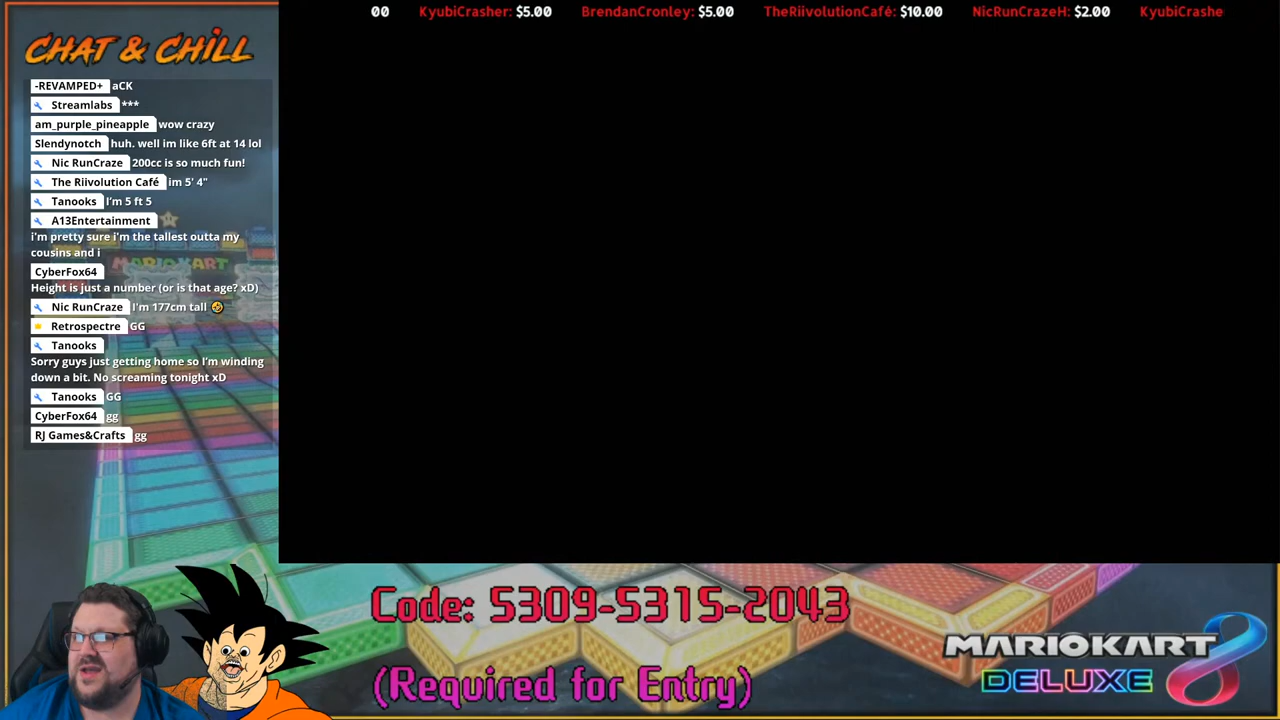 00 KyubiCrasher: $5.00 BrendanCronley: $5.00 TheRiivolutionCafé: $10.00 NicRunCrazeH: $2.00 KyubiCrashe
CHAT & CHILL
-REVAMPED+ aCK
Streamlabs ***
am_purple_pineapple wow crazy
Slendynotch huh. well im like 6ft at 14 lol
Nic RunCraze 200cc is so much fun!
The Riivolution Café im 5' 4"
Tanooks I'm 5 ft 5
A13Entertainment
i'm pretty sure i'm the tallest outta my
cousins and i
CyberFox64
Height is just a number (or is that age? xD)
Nic RunCraze I'm 177cm tall 🤣
Retrospectre GG
Tanooks
Sorry guys just getting home so I'm winding
down a bit. No screaming tonight xD
Tanooks GG
CyberFox64 gg
RJ Games&Crafts gg
MARIOKART
Code: 5309-5315-2043
(Required for Entry)
MARIOKART 8
DELUXE